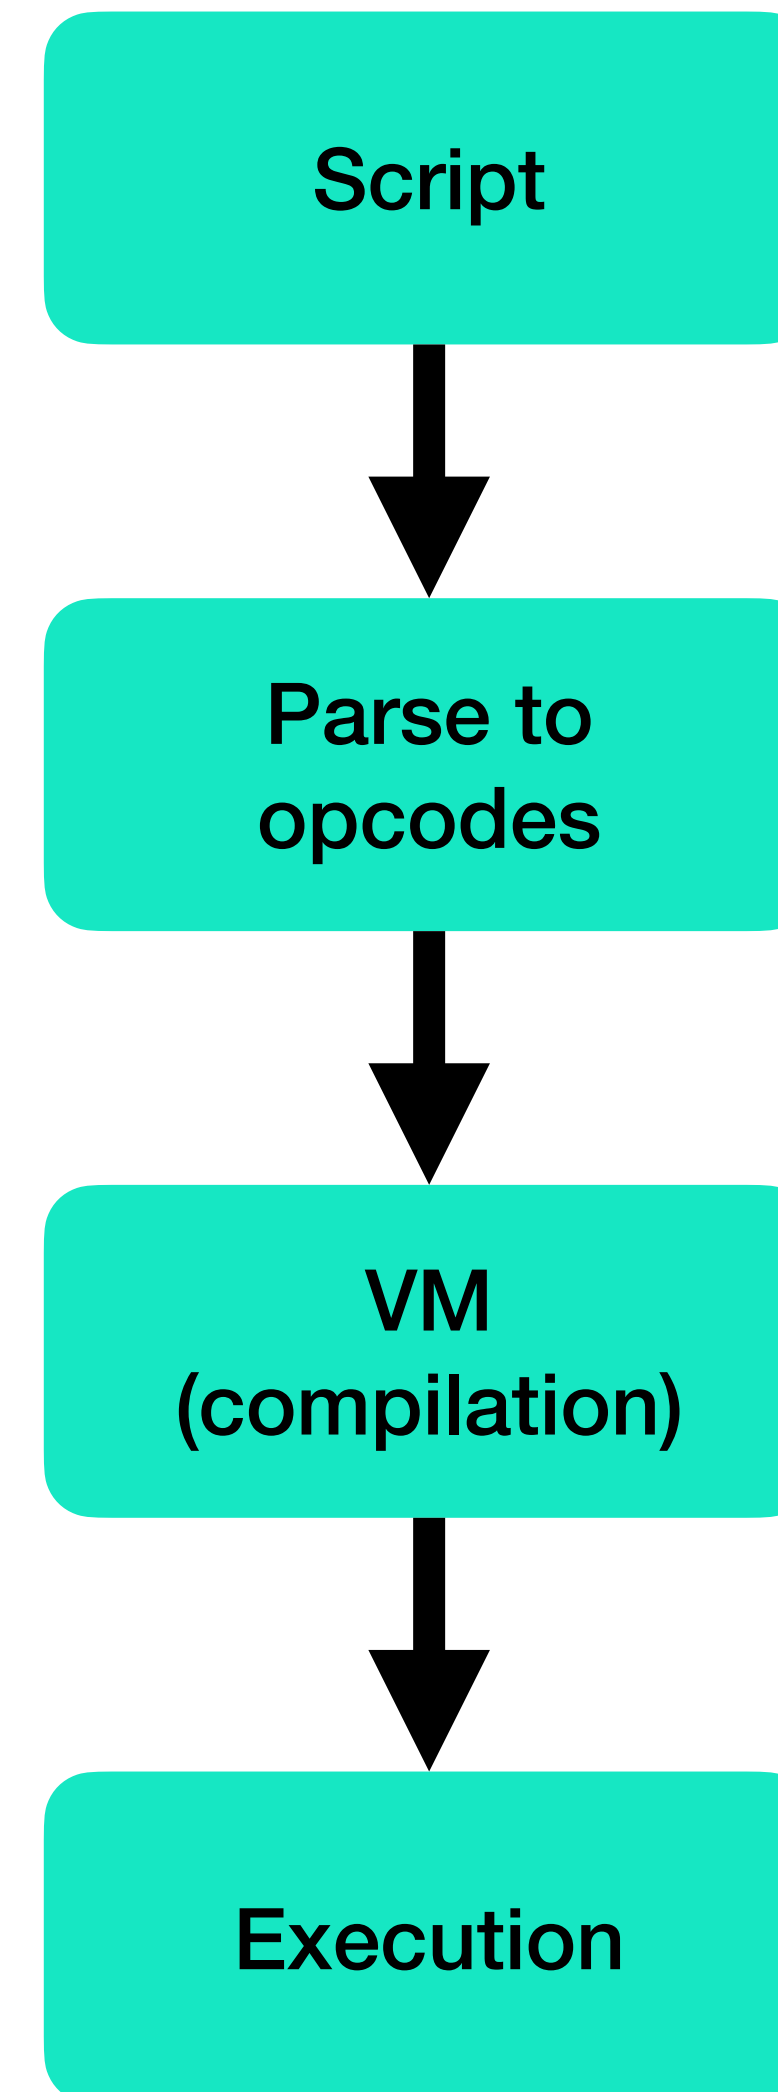 Script
Parse to
opcodes
VM
(compilation)
Execution